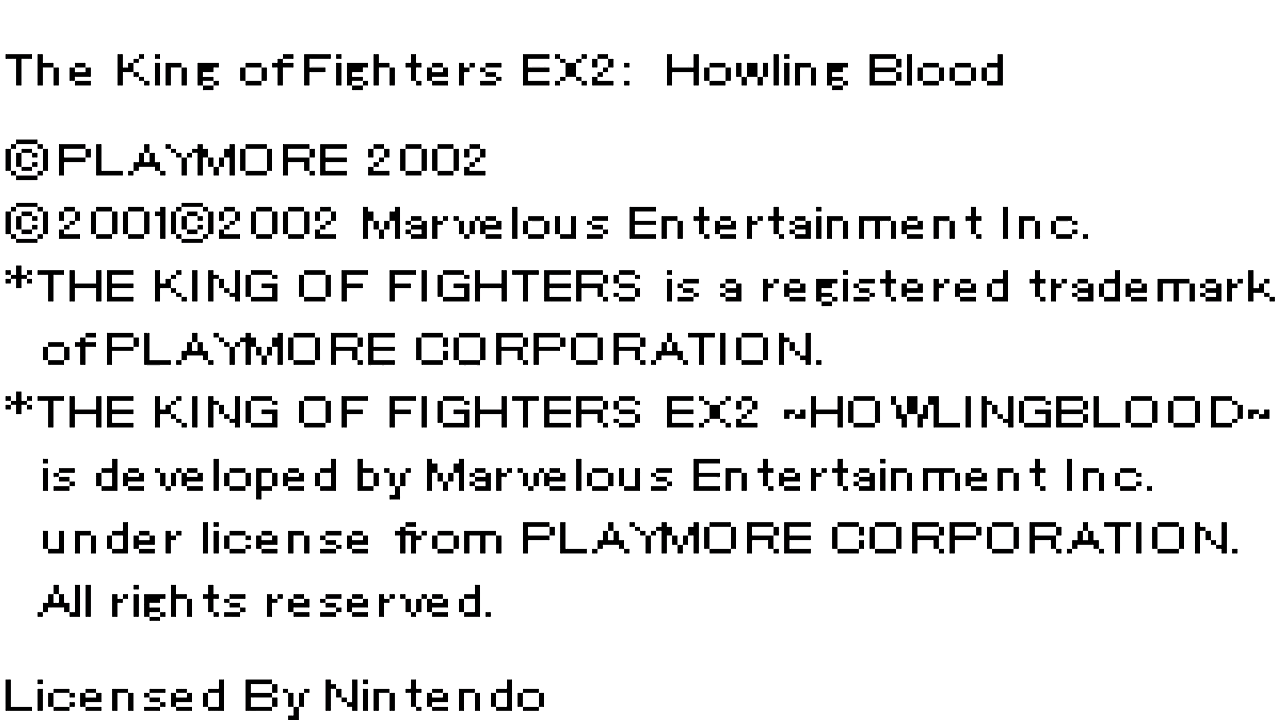 The King of Fighters EX2: Howling Blood
©PLAYMORE 2002
©2001©2002 Marvelous Entertainment Inc.
*THE KING OF FIGHTERS is a registered trademark
of PLAYMORE CORPORATION.
*THE KING OF FIGHTERS EX2 ~HOWLINGBLOOD~
is developed by Marvelous Entertainment Inc.
under license from PLAYMORE CORPORATION.
All rights reserved.
Licensed By Nintendo